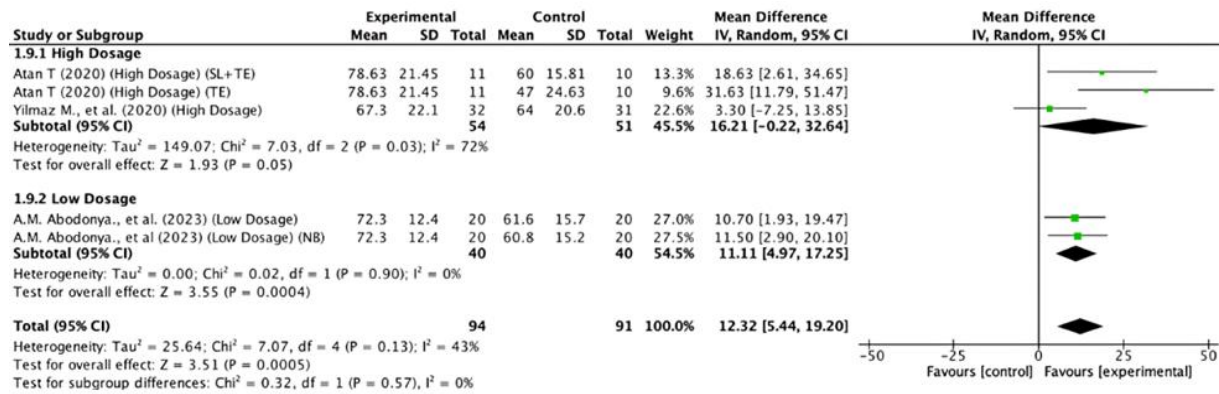 Experimental Control Mean Difference Mean Difference
Study or Subgroup Mean SD Total Mean SD Total Weight IV, Random, 95% CI IV, Random, 95% CI
1.9.1 High Dosage
Atan T (2020) (High Dosage) (SL+TE) 78.63 21.45 11 60 15.81 10 13.3% 18.63 [2.61, 34.65]
Atan T (2020) (High Dosage) (TE) 78.63 21.45 11 47 24.63 10 9.6% 31.63 [11.79, 51.47]
Yilmaz M., et al. (2020) (High Dosage) 67.3 22.1 32 64 20.6 31 22.6% 3.30 [−7.25, 13.85]
Subtotal (95% CI) 54 51 45.5% 16.21 [−0.22, 32.64]
Heterogeneity: Tau² = 149.07; Chi² = 7.03, df = 2 (P = 0.03); I² = 72%
Test for overall effect: Z = 1.93 (P = 0.05)
1.9.2 Low Dosage
A.M. Abodonya., et al. (2023) (Low Dosage) 72.3 12.4 20 61.6 15.7 20 27.0% 10.70 [1.93, 19.47]
A.M. Abodonya., et al (2023) (Low Dosage) (NB) 72.3 12.4 20 60.8 15.2 20 27.5% 11.50 [2.90, 20.10]
Subtotal (95% CI) 40 40 54.5% 11.11 [4.97, 17.25]
Heterogeneity: Tau² = 0.00; Chi² = 0.02, df = 1 (P = 0.90); I² = 0%
Test for overall effect: Z = 3.55 (P = 0.0004)
Total (95% CI) 94 91 100.0% 12.32 [5.44, 19.20]
Heterogeneity: Tau² = 25.64; Chi² = 7.07, df = 4 (P = 0.13); I² = 43%
Test for overall effect: Z = 3.51 (P = 0.0005)
Test for subgroup differences: Chi² = 0.32, df = 1 (P = 0.57), I² = 0%
−50 −25 0 25 50
Favours [control] Favours [experimental]